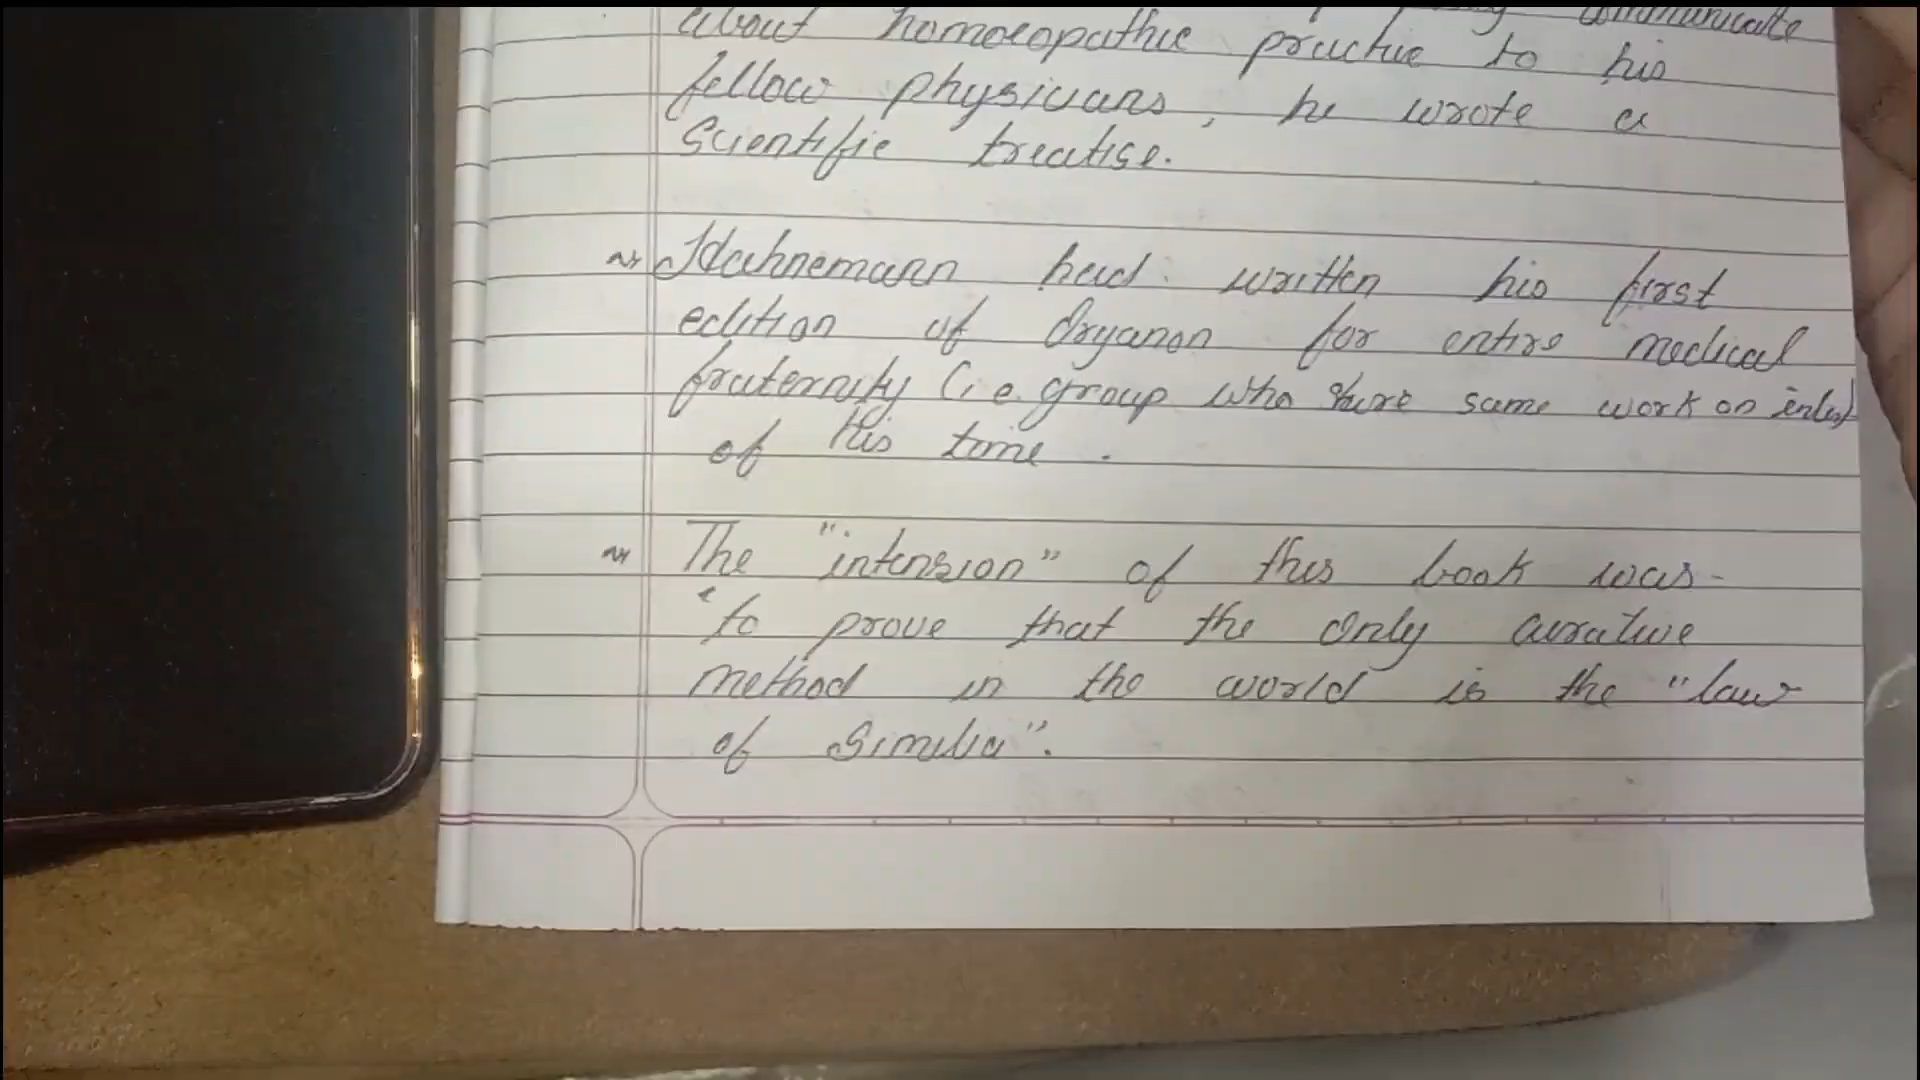 communicate
about homoeopathic practice to his
fellow physicians, he wrote a
Scientific treatise.
Hahnemann had written his first
edition of Organon for entire medical
fraternity (i.e. group who share same work or
of his time.
The "intension" of this book was-
"to prove that the only curative
method in the world is the "law
of Similia".